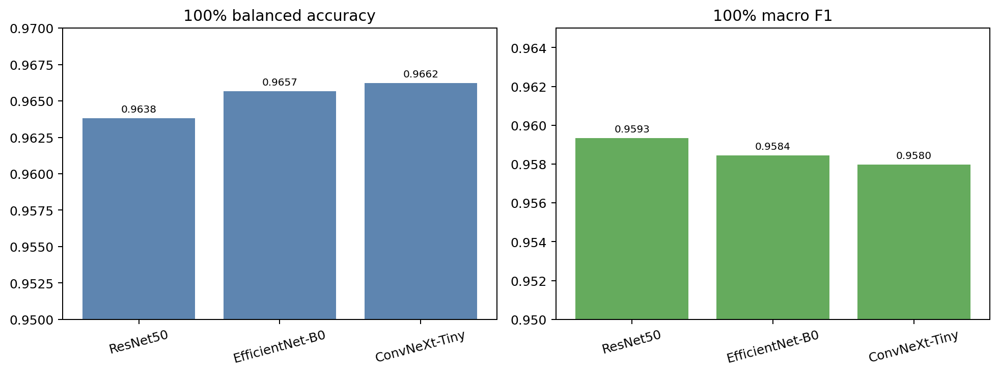 100% balanced accuracy
0.9700
0.9675
0.9650
0.9625
0.9600
0.9575
0.9550
0.9525
0.9500
0.9638
0.9657
0.9662
ResNet50
EfficientNet-B0
ConvNeXt-Tiny
100% macro F1
0.964
0.962
0.960
0.958
0.956
0.954
0.952
0.950
0.9593
0.9584
0.9580
ResNet50
EfficientNet-B0
ConvNeXt-Tiny